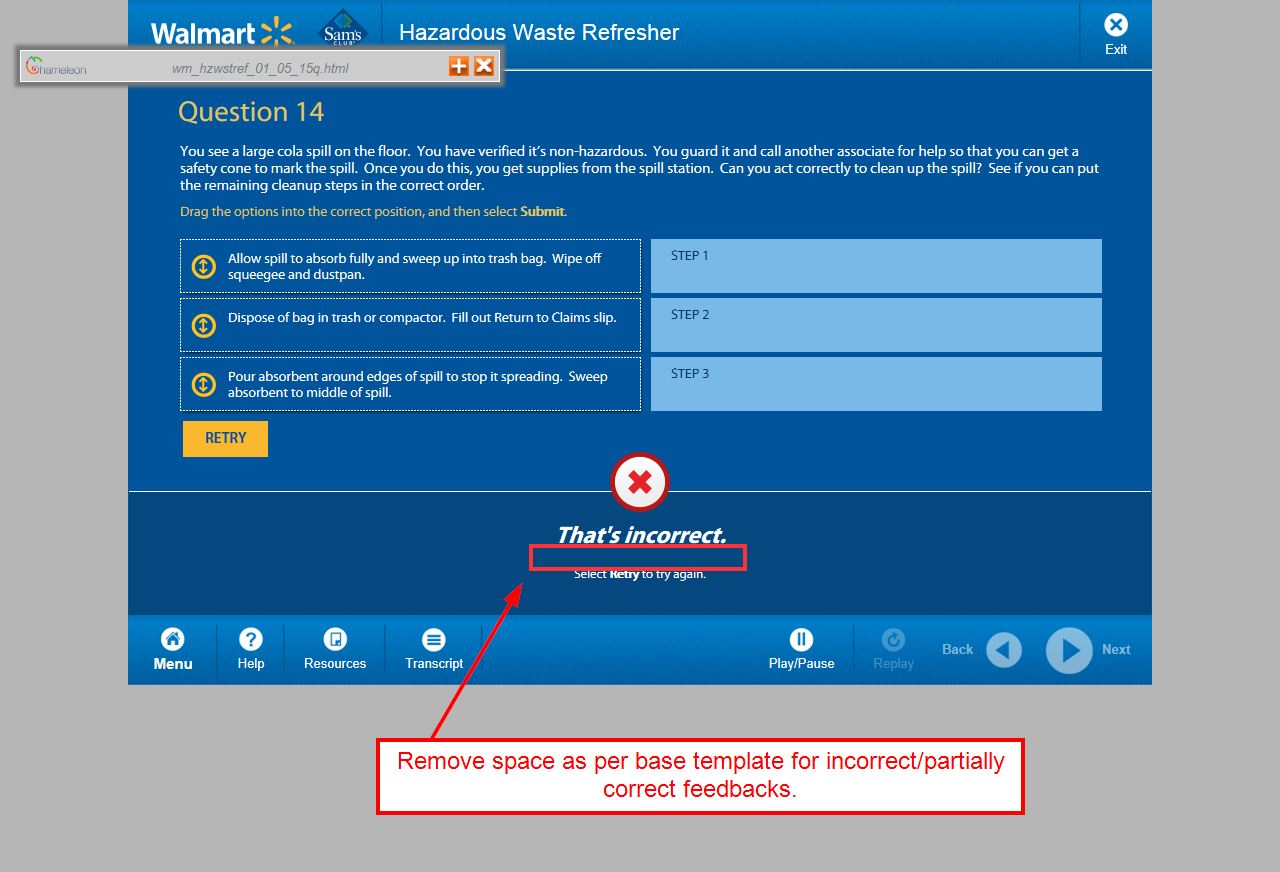 Walmart
Sam's
CLUB
Hazardous Waste Refresher
Exit
Chameleon
wm_hzwstref_01_05_15q.html
Question 14
You see a large cola spill on the floor.  You have verified it's non-hazardous.  You guard it and call another associate for help so that you can get a
safety cone to mark the spill.  Once you do this, you get supplies from the spill station.  Can you act correctly to clean up the spill?  See if you can put
the remaining cleanup steps in the correct order.
Drag the options into the correct position, and then select Submit.
Allow spill to absorb fully and sweep up into trash bag.  Wipe off
squeegee and dustpan.
STEP 1
Dispose of bag in trash or compactor.  Fill out Return to Claims slip.
STEP 2
Pour absorbent around edges of spill to stop it spreading.  Sweep
absorbent to middle of spill.
STEP 3
RETRY
That's incorrect.
Select Retry to try again.
Menu
Help
Resources
Transcript
Play/Pause
Replay
Back
Next
Remove space as per base template for incorrect/partially
correct feedbacks.